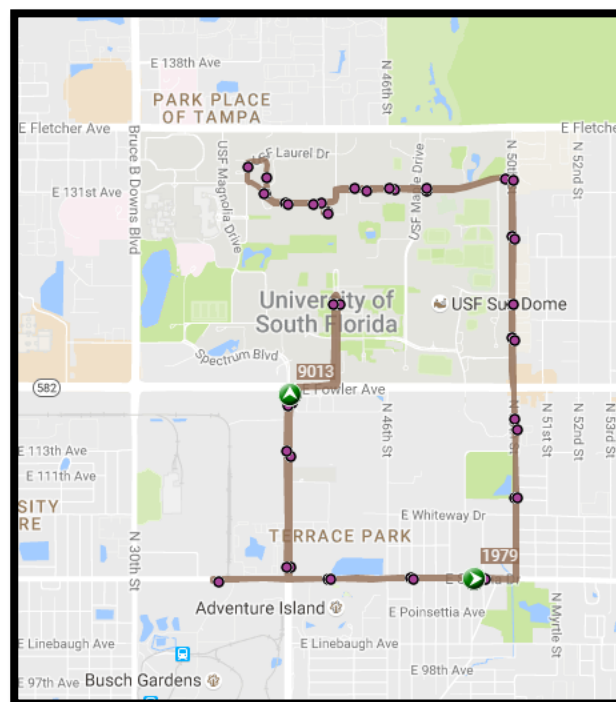 E 138th Ave
N 46th St
PARK PLACE
OF TAMPA
E Fletcher Ave
E Fletche
Bruce B Downs Blvd
USF Magnolia Drive
USF Laurel Dr
USF Maple Drive
N 50th
N 52nd
E 131st Ave
University of
South Florida
USF Sun Dome
Spectrum Blvd
9013
582
E Fowler Ave
N 46th St
N 51st St
N 52nd St
N 53rd St
E 113th Ave
E 111th Ave
SITY
RE
E Whiteway Dr
TERRACE PARK
N 30th St
1979
Adventure Island
E Poinsettia Ave
N Myrtle St
E Linebaugh Ave
E Linebaugh Ave
E 98th Ave
E 97th Ave
Busch Gardens